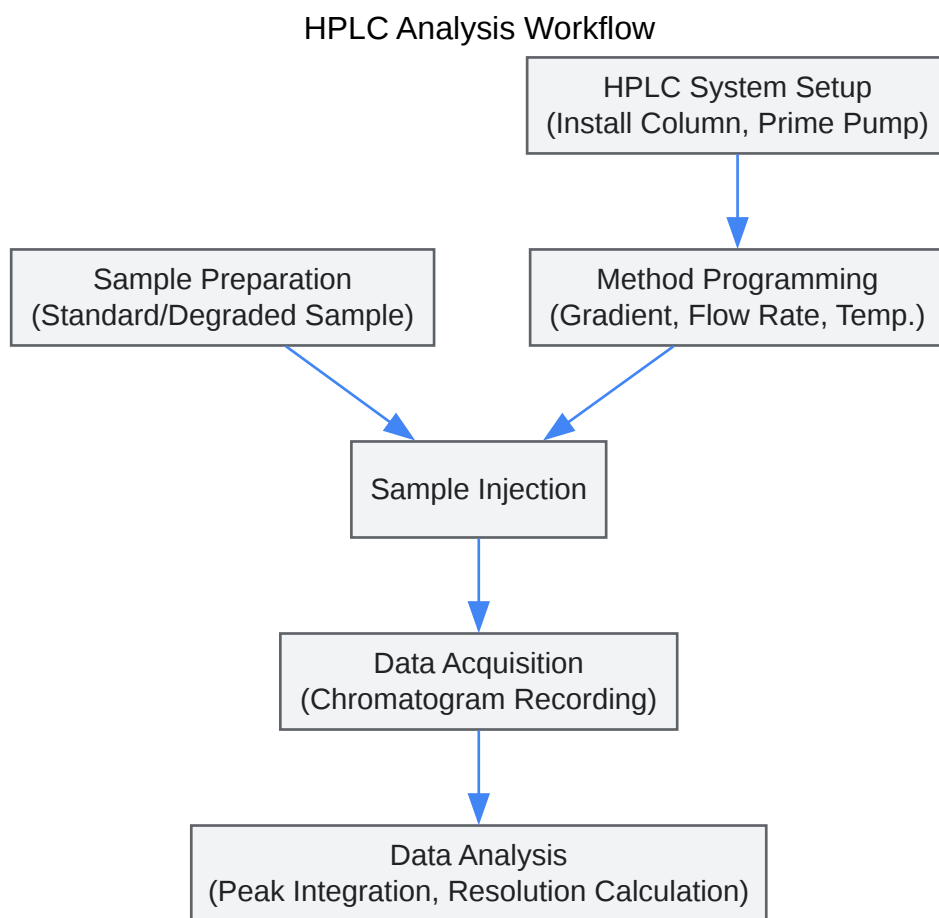 HPLC Analysis Workflow
HPLC System Setup
(Install Column, Prime Pump)
Sample Preparation
(Standard/Degraded Sample)
Method Programming
(Gradient, Flow Rate, Temp.)
Sample Injection
Data Acquisition
(Chromatogram Recording)
Data Analysis
(Peak Integration, Resolution Calculation)